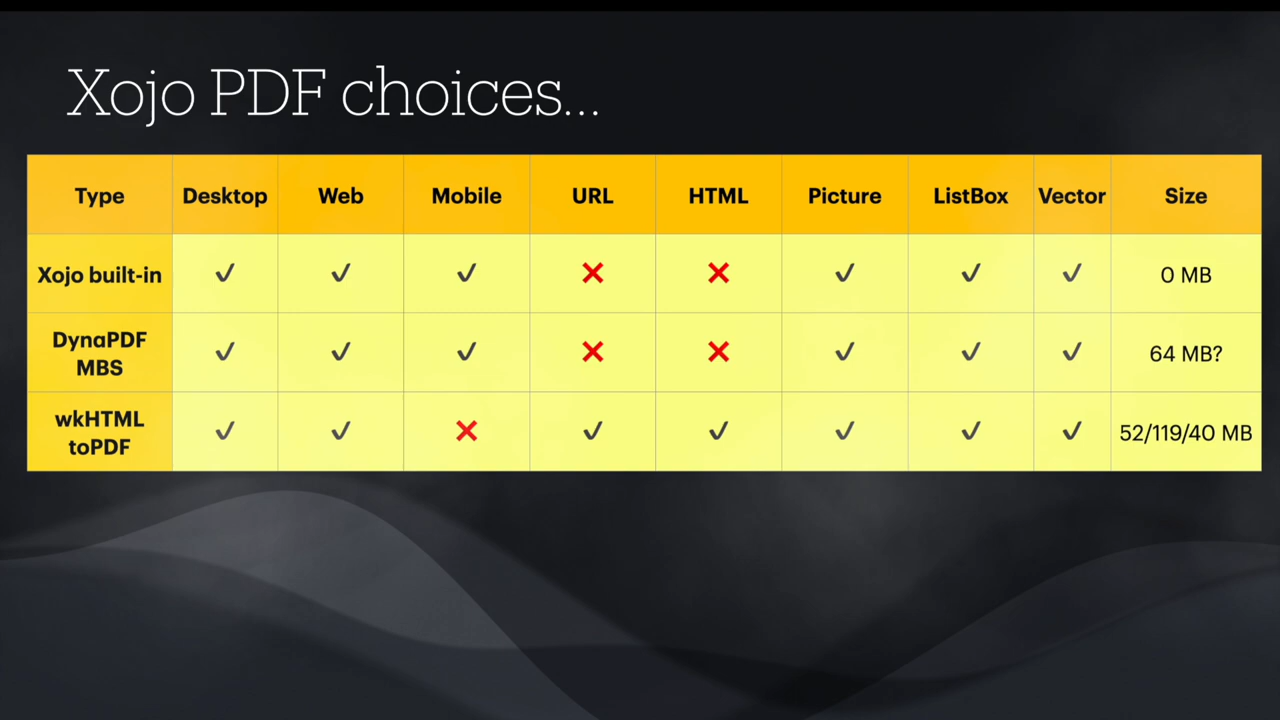 Xojo PDF choices...
Type Desktop Web Mobile URL HTML Picture ListBox Vector Size
Xojo built-in ✓ ✓ ✓ ✕ ✕ ✓ ✓ ✓ 0 MB
DynaPDF
MBS ✓ ✓ ✓ ✕ ✕ ✓ ✓ ✓ 64 MB?
wkHTML
toPDF ✓ ✓ ✕ ✓ ✓ ✓ ✓ ✓ 52/119/40 MB